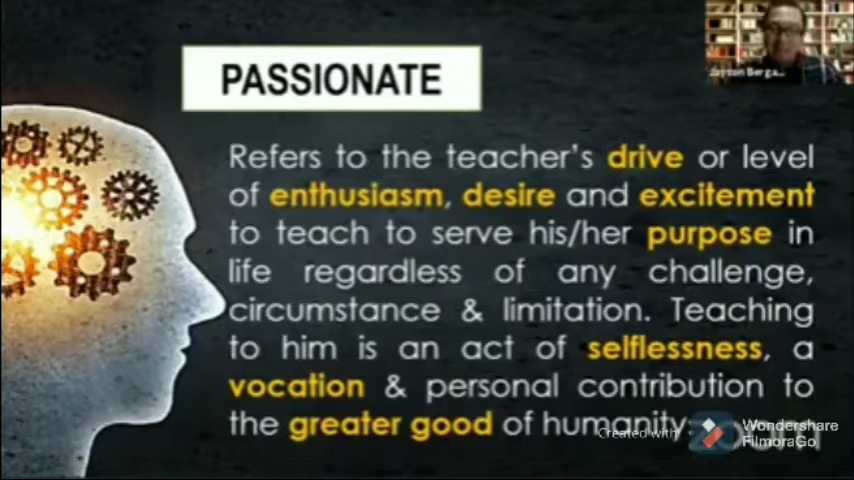 PASSIONATE
Refers to the teacher's drive or level
of enthusiasm, desire and excitement
to teach to serve his/her purpose in
life regardless of any challenge,
circumstance & limitation. Teaching
to him is an act of selflessness, a
vocation & personal contribution to
the greater good of humanity.
Created with
Wondershare
FilmoraGo